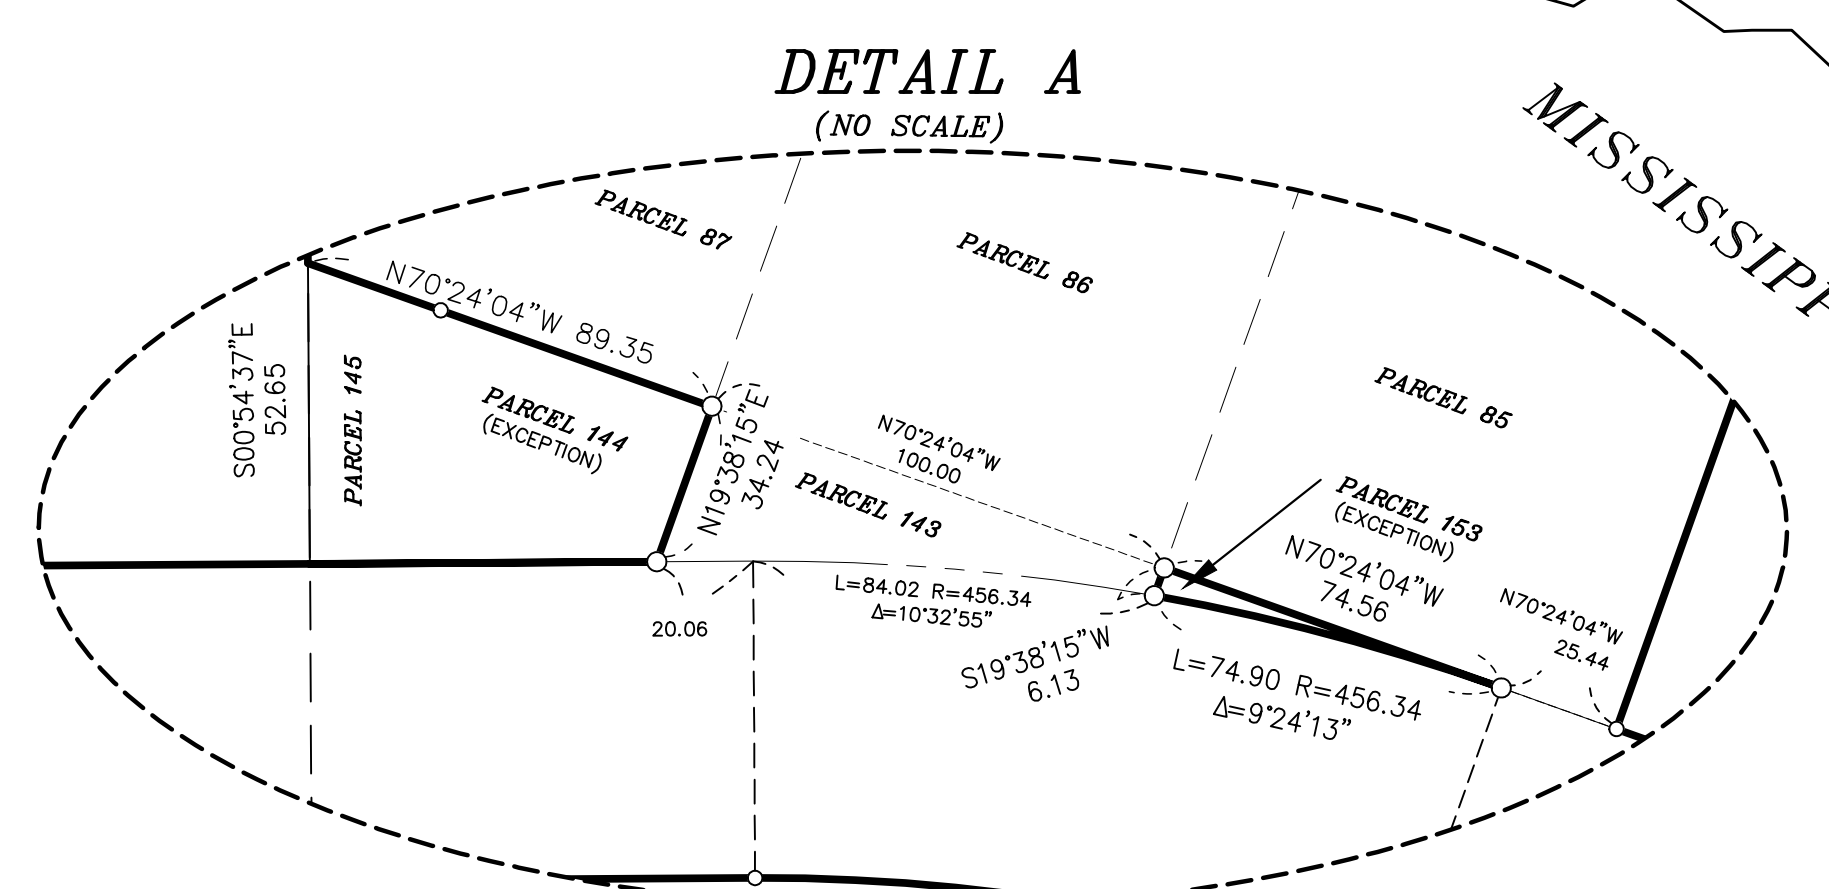 DETAIL A
(NO SCALE)
MISSISSIPP
PARCEL 87
PARCEL 86
N70°24'04"W 89.35
S00°54'37"E
52.65
PARCEL 145
PARCEL 144
(EXCEPTION)
N19°38'15"E
34.24
N70°24'04"W
100.00
PARCEL 143
PARCEL 85
PARCEL 153
(EXCEPTION)
N70°24'04"W
74.56
N70°24'04"W
25.44
L=84.02 R=456.34
Δ=10°32'55"
20.06
S19°38'15"W
6.13
L=74.90 R=456.34
Δ=9°24'13"